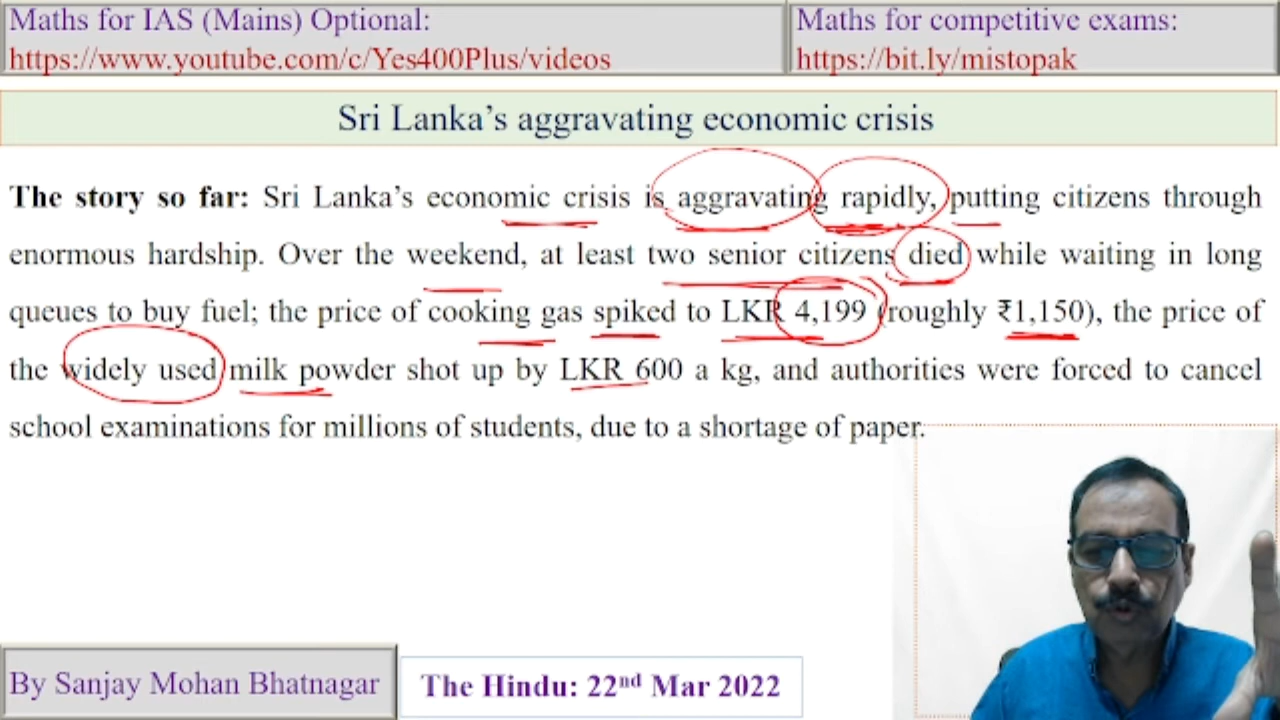 Maths for IAS (Mains) Optional:
https://www.youtube.com/c/Yes400Plus/videos
Maths for competitive exams:
https://bit.ly/mistopak
Sri Lanka’s aggravating economic crisis
The story so far: Sri Lanka’s economic crisis is aggravating rapidly, putting citizens through
enormous hardship. Over the weekend, at least two senior citizens died while waiting in long
queues to buy fuel; the price of cooking gas spiked to LKR 4,199 (roughly ₹1,150), the price of
the widely used milk powder shot up by LKR 600 a kg, and authorities were forced to cancel
school examinations for millions of students, due to a shortage of paper.
By Sanjay Mohan Bhatnagar
The Hindu: 22nd Mar 2022